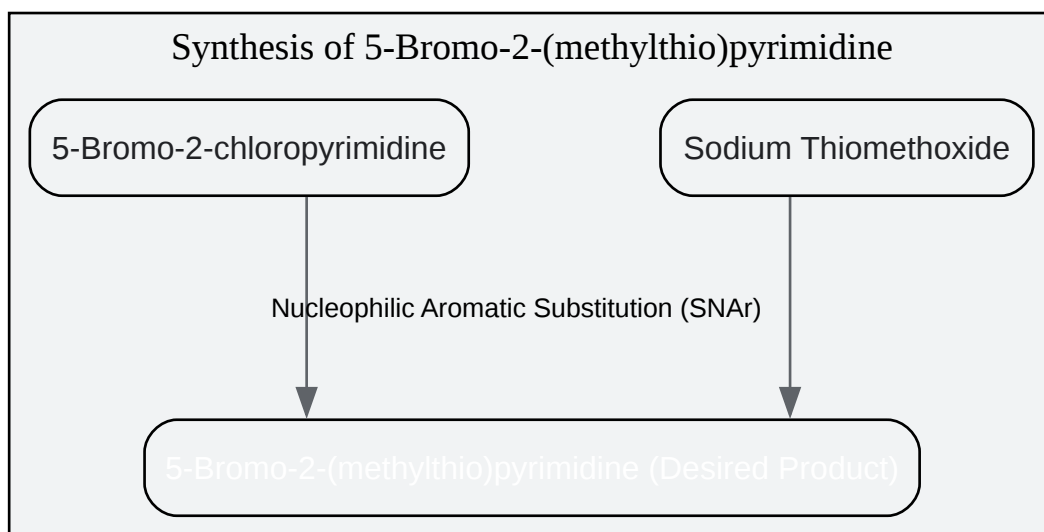 Synthesis of 5-Bromo-2-(methylthio)pyrimidine
5-Bromo-2-chloropyrimidine
Sodium Thiomethoxide
Nucleophilic Aromatic Substitution (SNAr)
5-Bromo-2-(methylthio)pyrimidine (Desired Product)